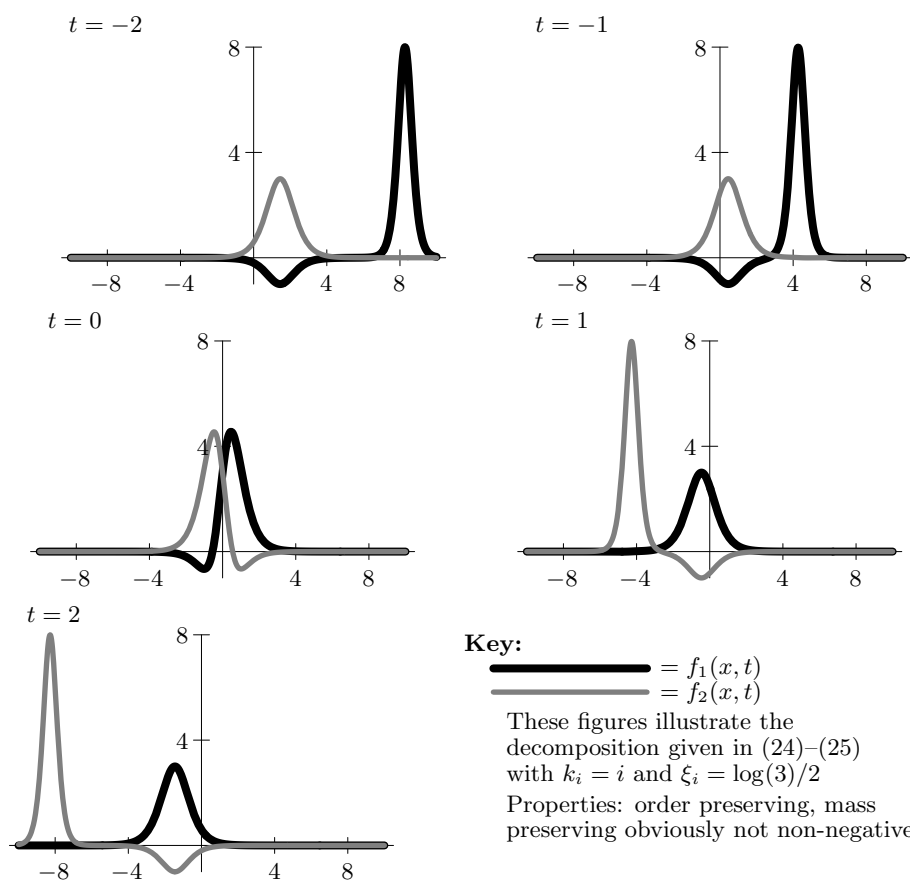 t = −2
8
4
−8
−4
4
8
t = −1
8
4
−8
−4
4
8
t = 0
8
4
−8
−4
4
8
t = 1
8
4
−8
−4
4
8
t = 2
8
4
−8
−4
4
8
Key:
= f₁(x, t)
= f₂(x, t)
These figures illustrate the
decomposition given in (24)–(25)
with kᵢ = i and ξᵢ = log(3)/2
Properties: order preserving, mass
preserving obviously not non-negative